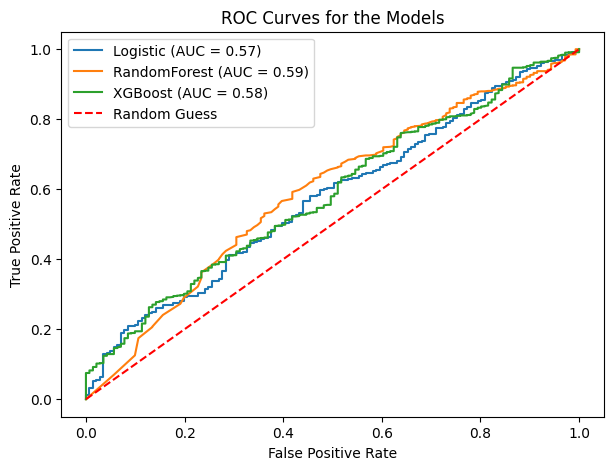 ROC Curves for the Models
Logistic (AUC = 0.57)
RandomForest (AUC = 0.59)
XGBoost (AUC = 0.58)
Random Guess
True Positive Rate
1.0
0.8
0.6
0.4
0.2
0.0
0.0 0.2 0.4 0.6 0.8 1.0
False Positive Rate